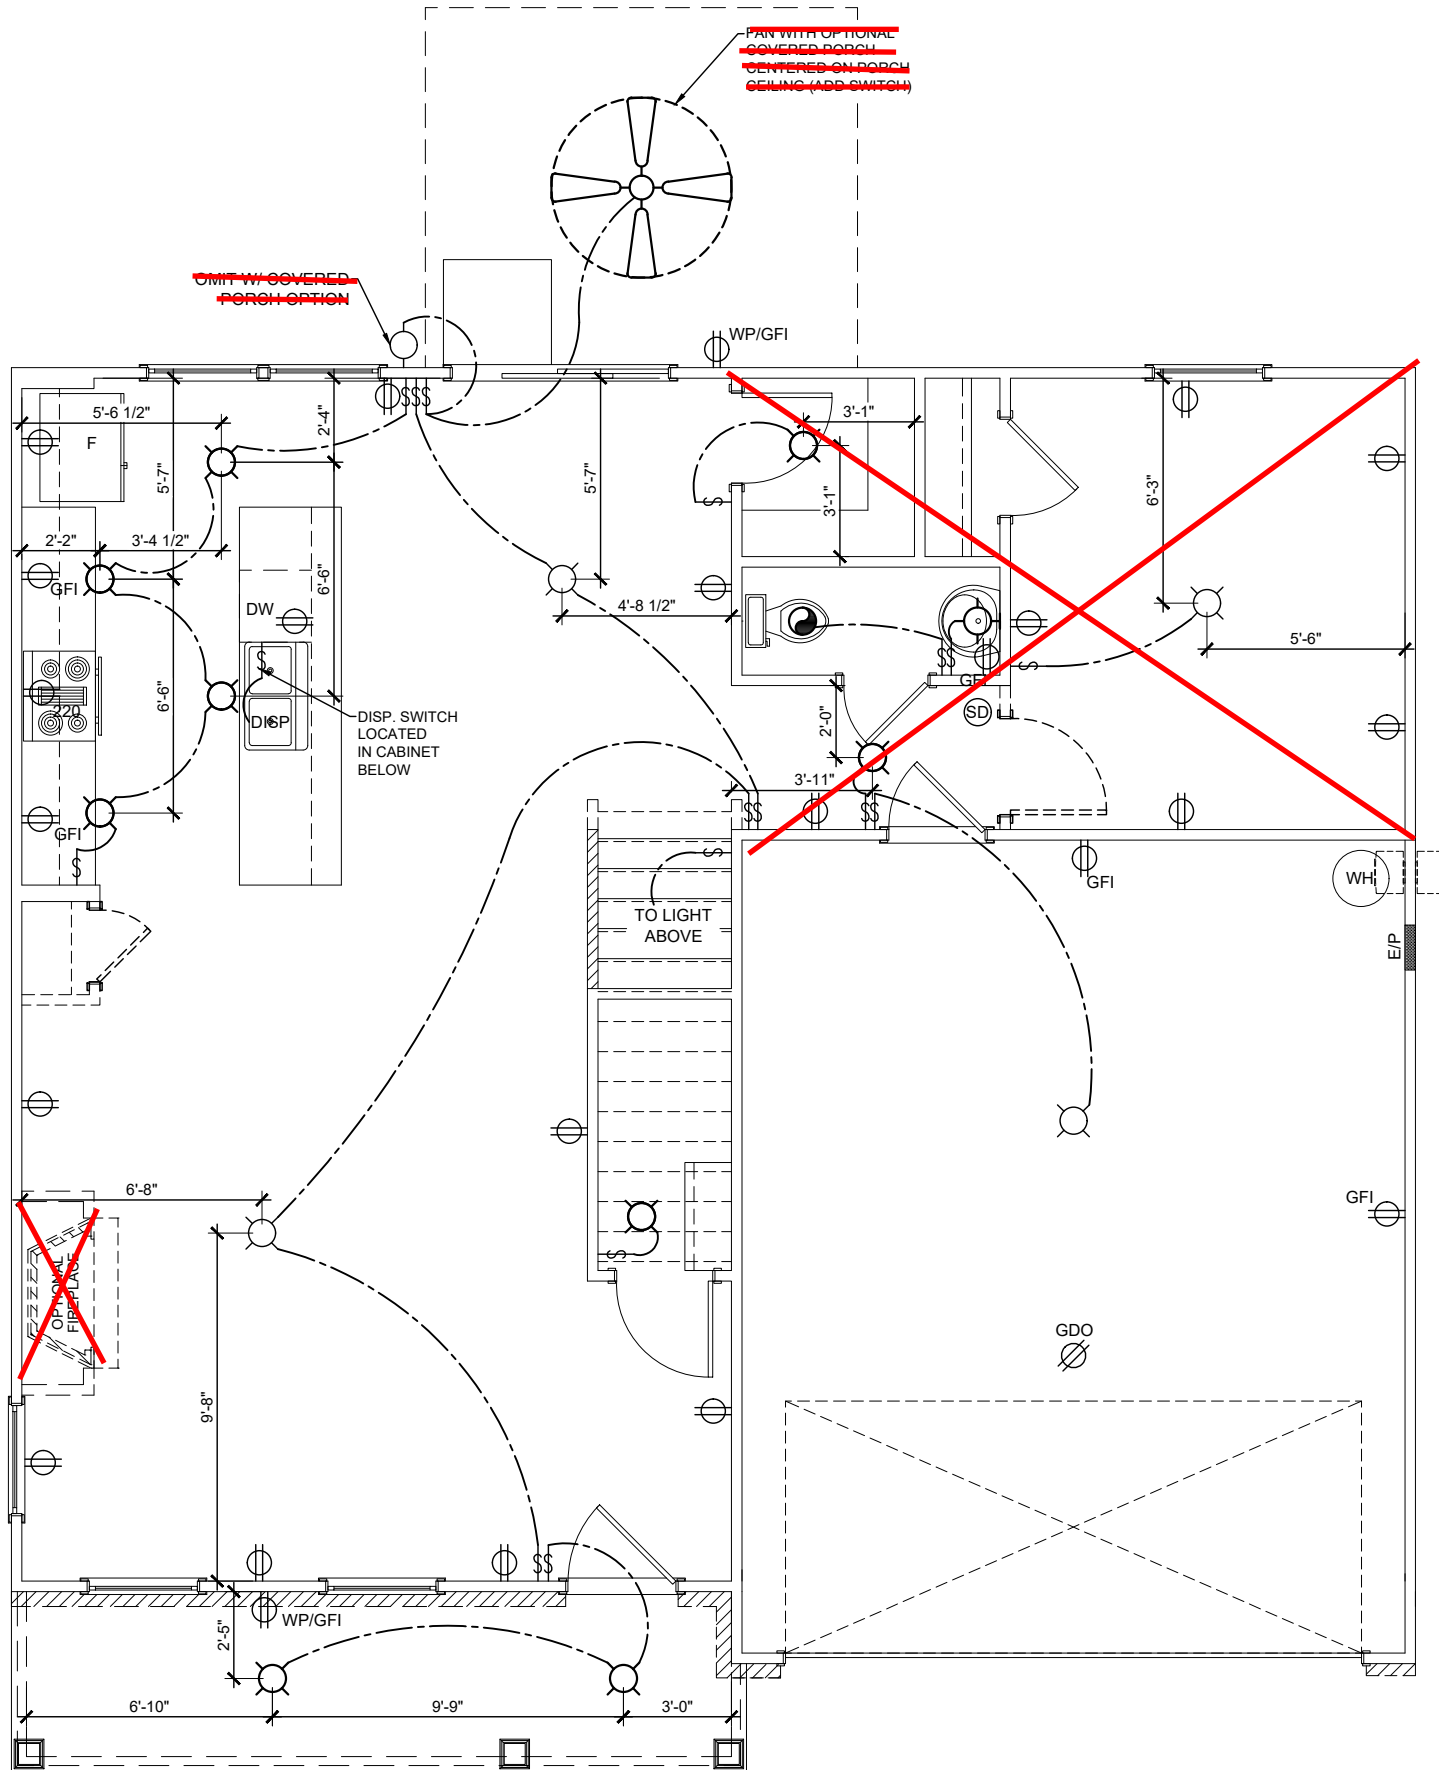 FAN WITH OPTIONAL
COVERED PORCH
CENTERED ON PORCH
CEILING (ADD SWITCH)
OMIT W/ COVERED
PORCH OPTION
WP/GFI
5'-6 1/2"
F
2'-4"
5'-7"
5'-7"
3'-1"
3'-1"
6'-3"
2'-2"
3'-4 1/2"
GFI
6'-6"
DW
4'-8 1/2"
5'-6"
220
6'-6"
DISP
DISP. SWITCH
LOCATED
IN CABINET
BELOW
GFI
SD
2'-0"
3'-11"
GFI
TO LIGHT
ABOVE
GFI
WH
E/P
6'-8"
GFI
OPTIONAL
FIREPLACE
GDO
9'-8"
WP/GFI
2'-5"
6'-10"
9'-9"
3'-0"